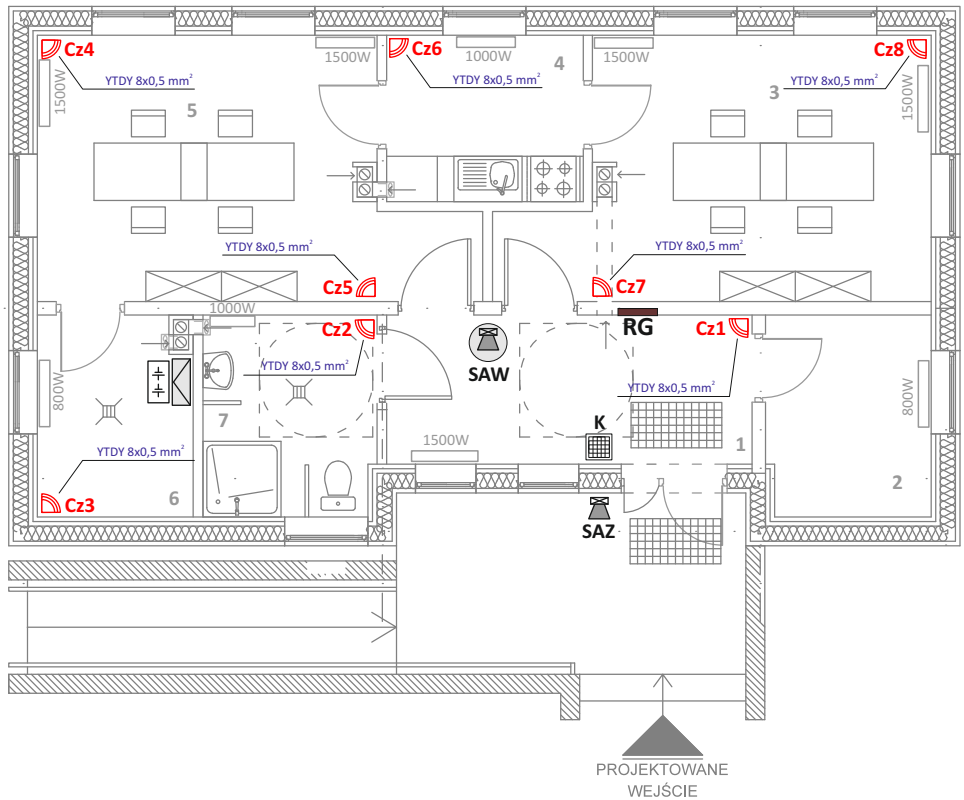 Cz4
YTDY 8x0,5 mm²
1500W
1500W
Cz6
1000W
YTDY 8x0,5 mm²
4
1500W
Cz8
YTDY 8x0,5 mm²
3
1500W
5
YTDY 8x0,5 mm²
Cz5
YTDY 8x0,5 mm²
Cz7
1000W
Cz2
YTDY 8x0,5 mm²
RG
Cz1
YTDY 8x0,5 mm²
SAW
800W
800W
7
K
1500W
1
YTDY 8x0,5 mm²
Cz3
6
2
SAZ
PROJEKTOWANE
WEJŚCIE